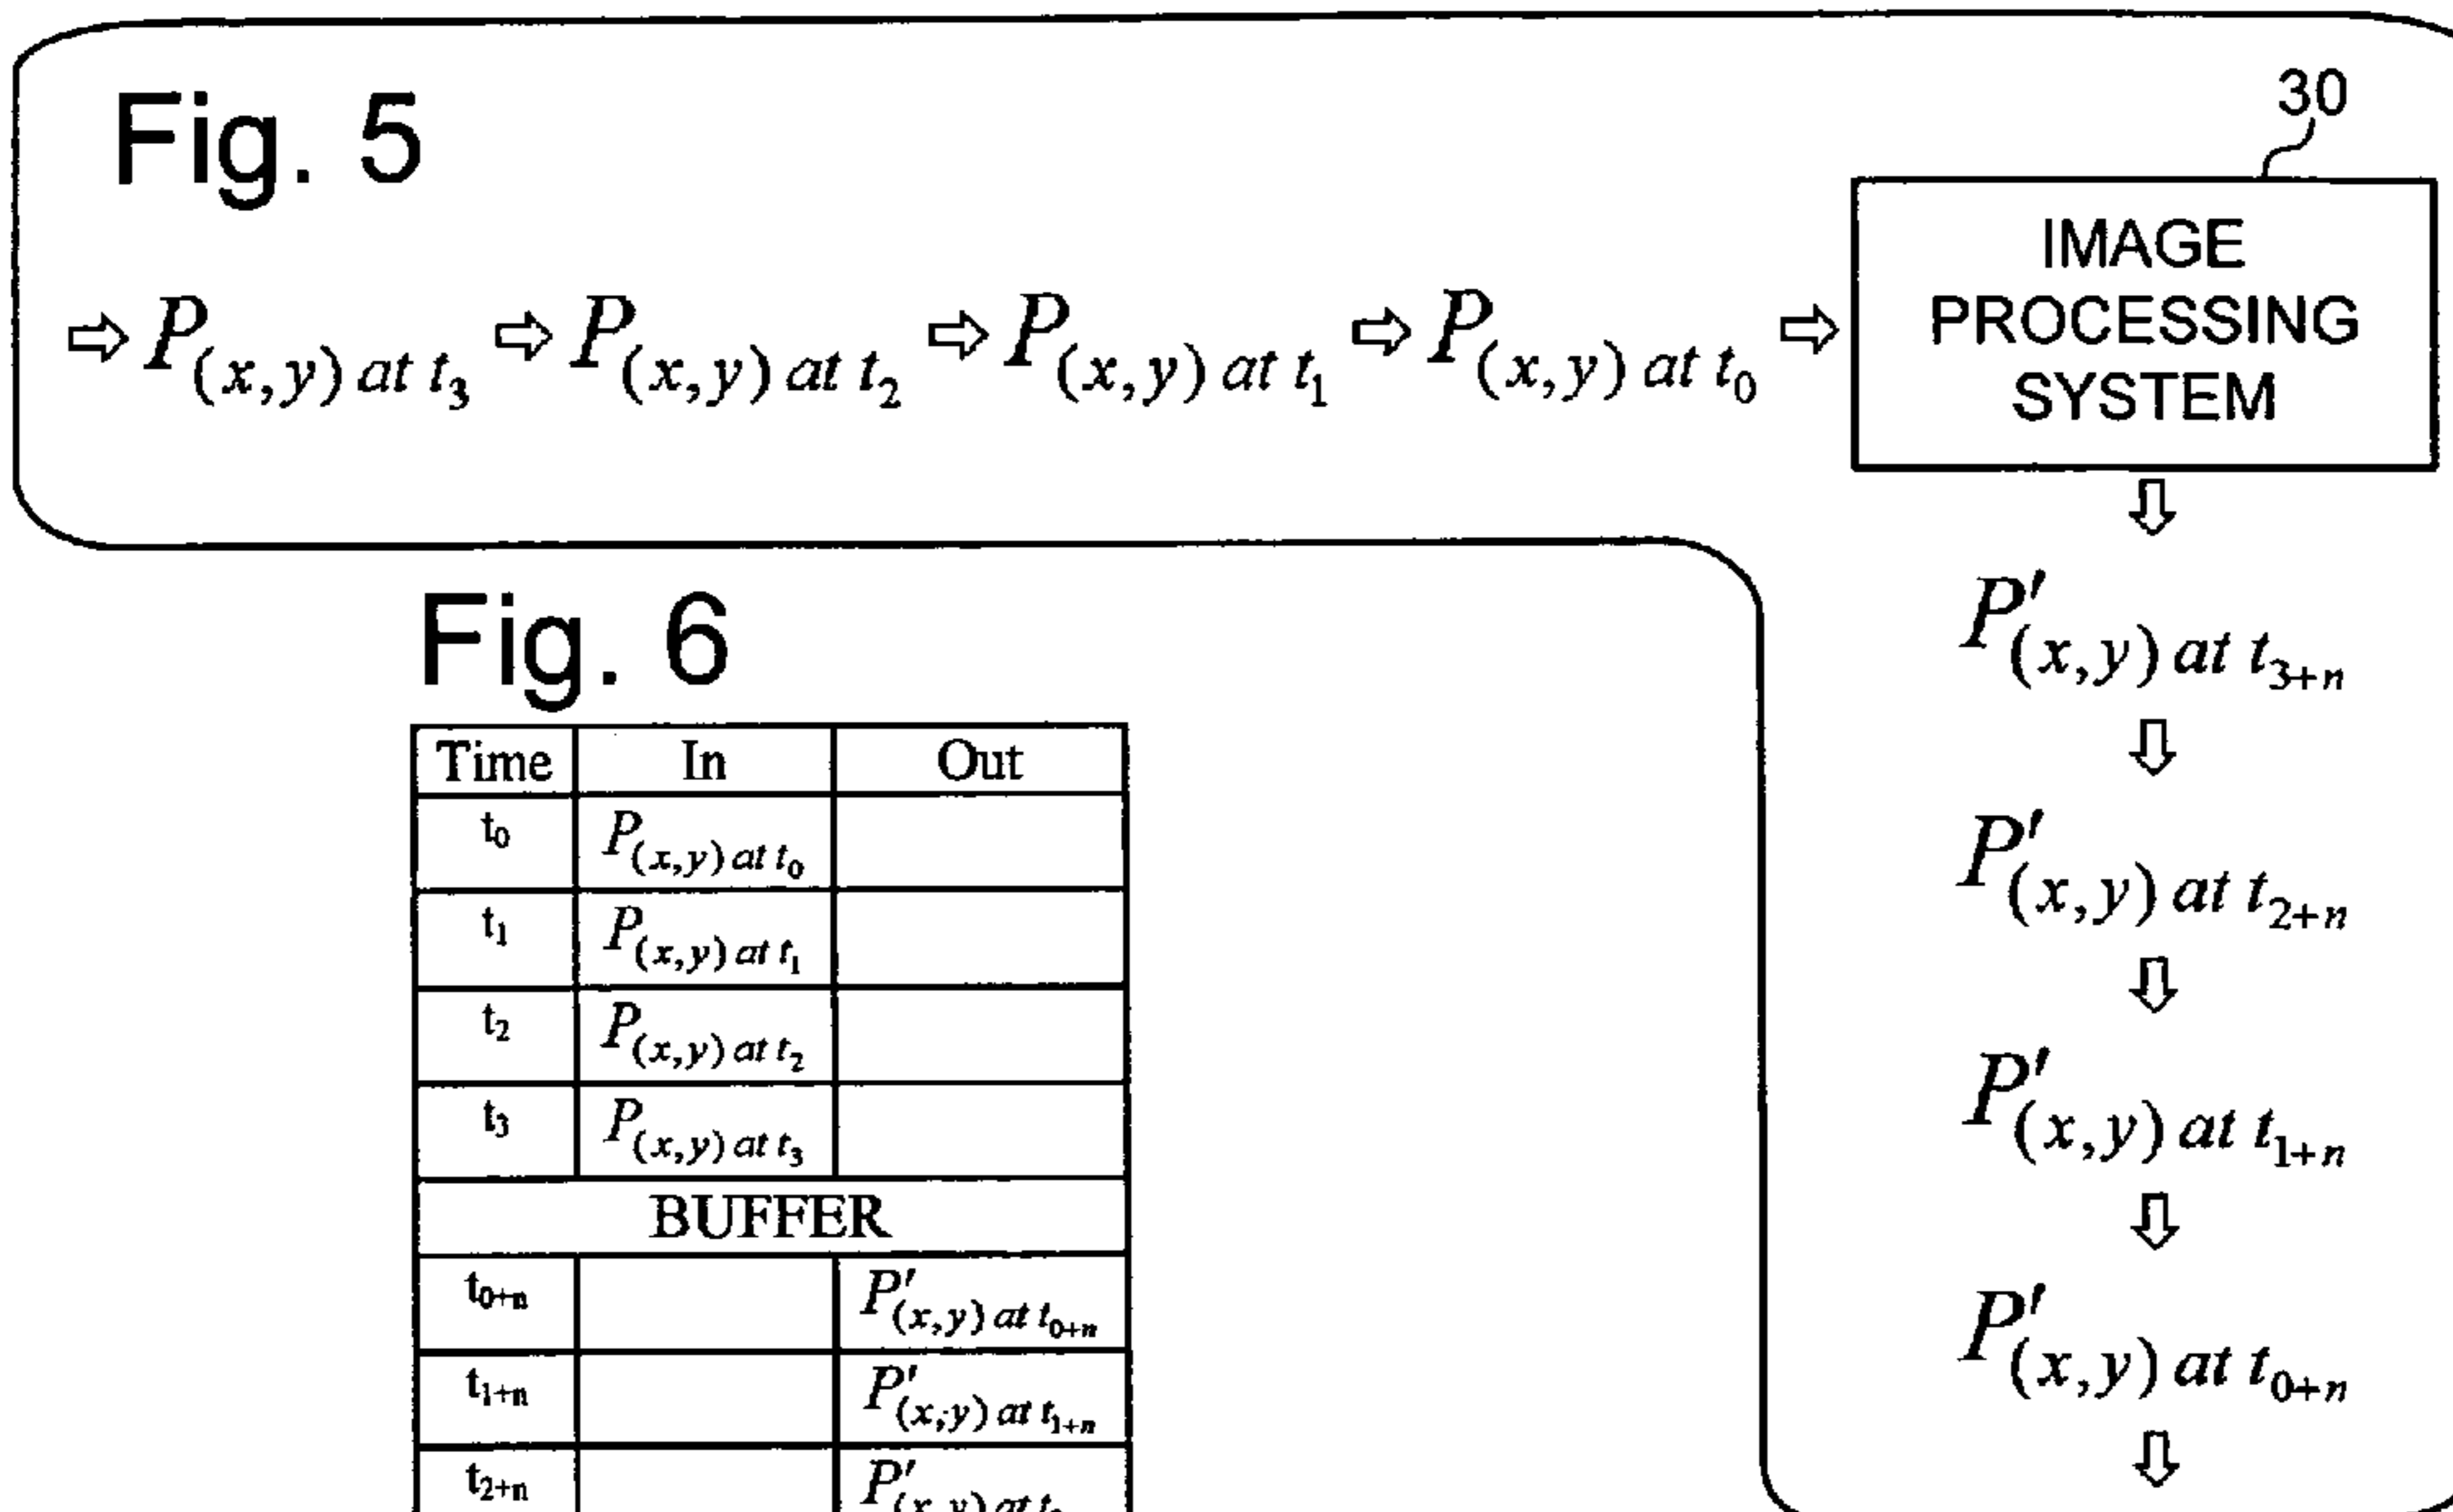 Fig. 5
30
⇨ P(x,y) at t₃ ⇨ P(x,y) at t₂ ⇨ P(x,y) at t₁ ⇨ P(x,y) at t₀ ⇨
IMAGE
PROCESSING
SYSTEM
P′(x,y) at t₃₊ₙ
P′(x,y) at t₂₊ₙ
P′(x,y) at t₁₊ₙ
P′(x,y) at t₀₊ₙ
Fig. 6
Time In Out
t₀ P(x,y) at t₀
t₁ P(x,y) at t₁
t₂ P(x,y) at t₂
t₃ P(x,y) at t₃
BUFFER
t₀₊ₙ P′(x,y) at t₀₊ₙ
t₁₊ₙ P′(x,y) at t₁₊ₙ
t₂₊ₙ P′(x,y) at